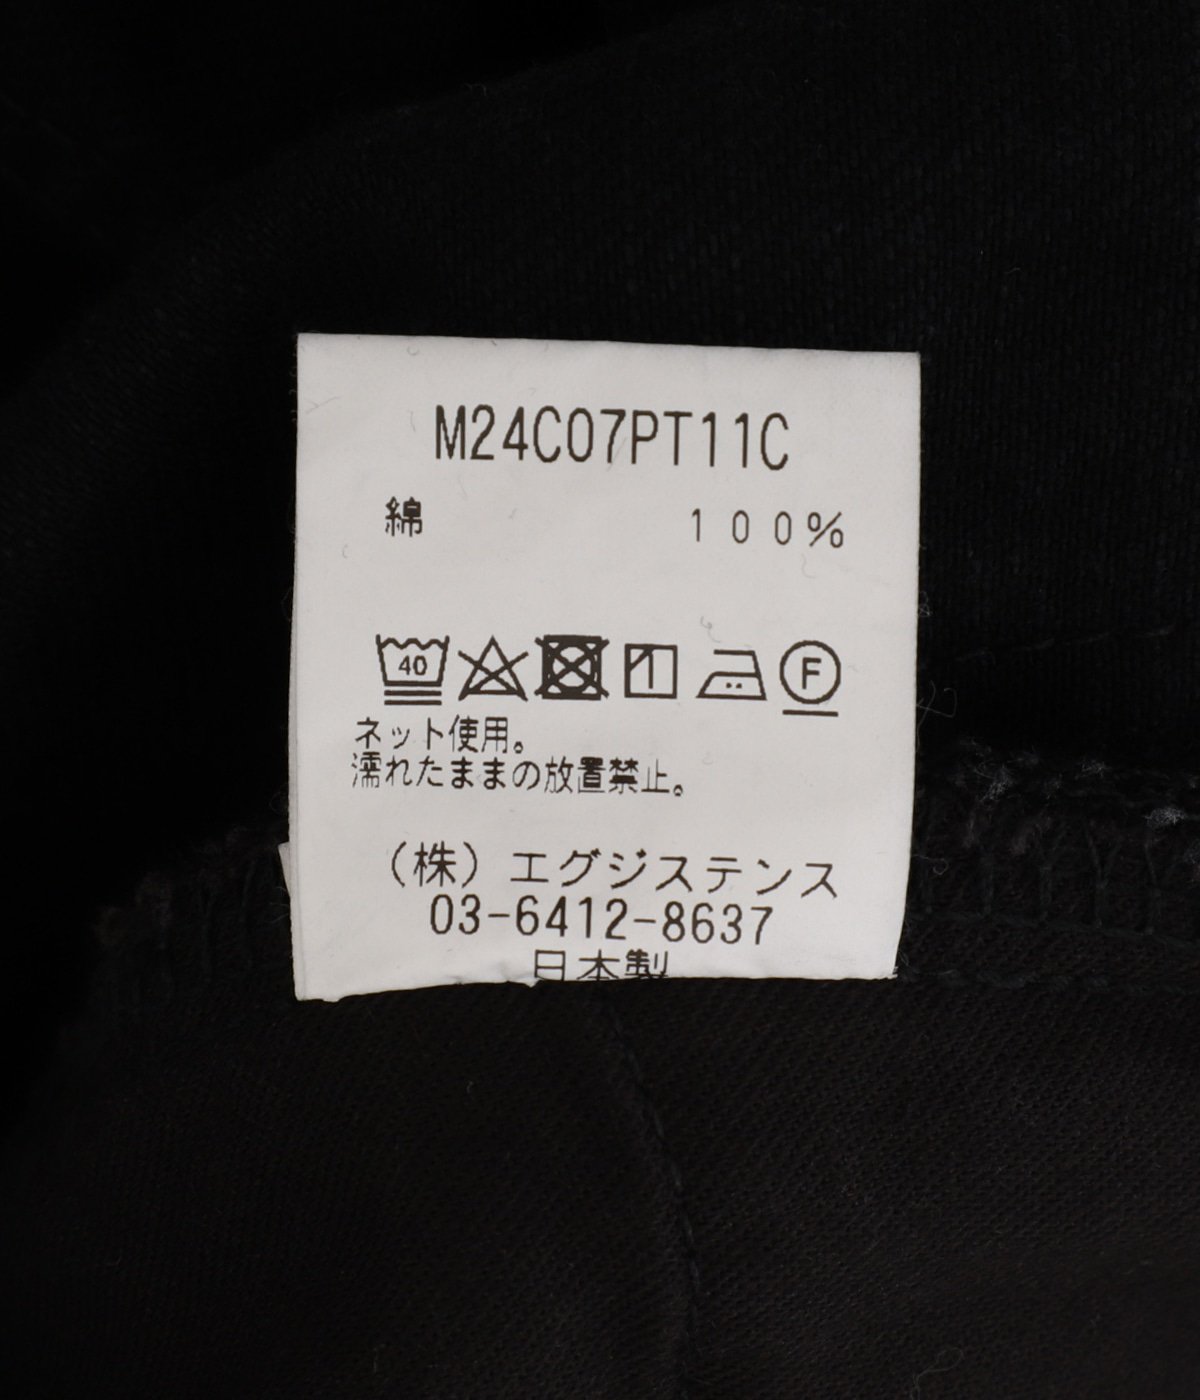 M24C07PT11C
綿 100%
40 F
ネット使用。
濡れたままの放置禁止。
(株)エグジステンス
03-6412-8637
日本製